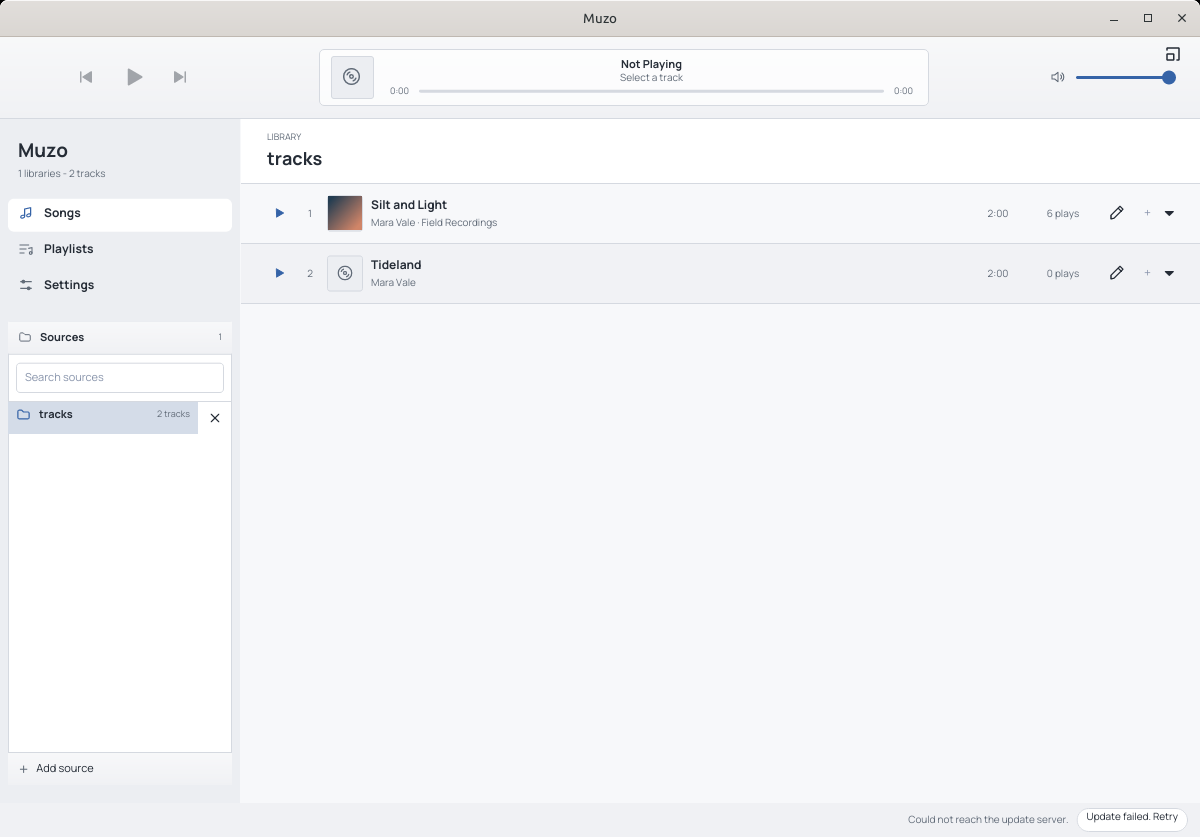 Muzo
Not Playing
Select a track
0:00
0:00
Muzo
1 libraries - 2 tracks
Songs
Playlists
Settings
Sources
1
Search sources
tracks
2 tracks
+ Add source
LIBRARY
tracks
1
Silt and Light
Mara Vale · Field Recordings
2:00
6 plays
+
2
Tideland
Mara Vale
2:00
0 plays
+
Could not reach the update server.
Update failed. Retry